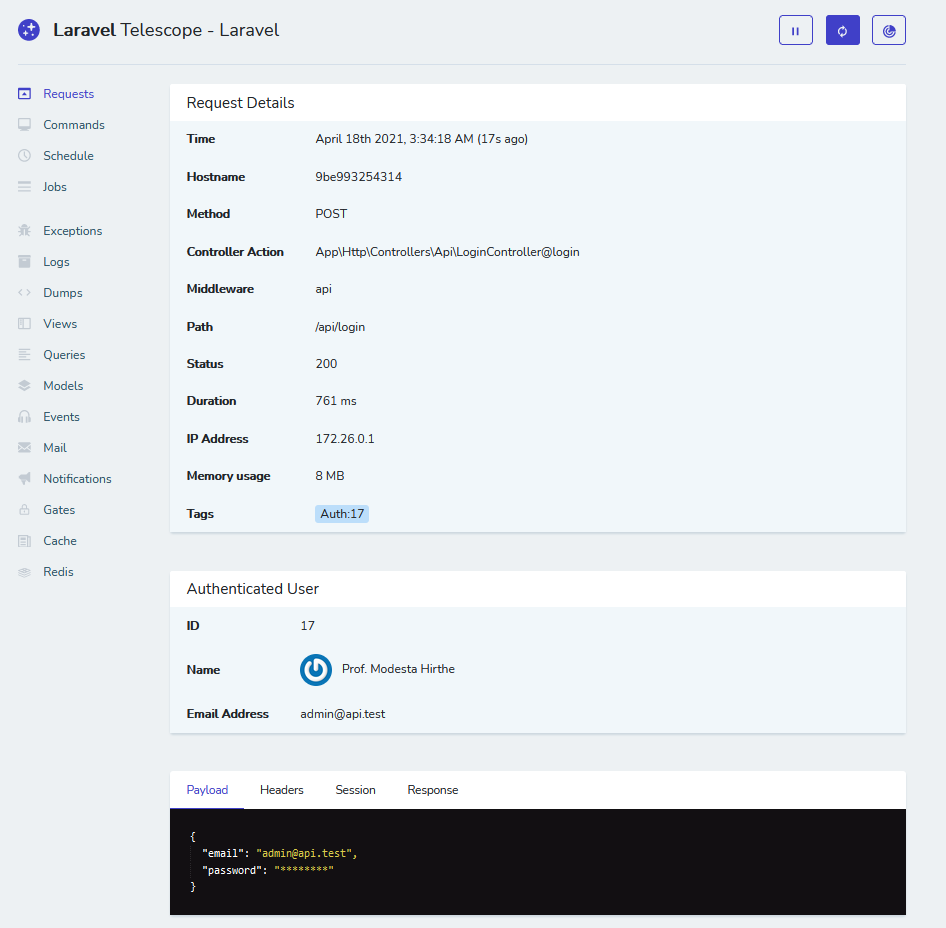 Laravel Telescope - Laravel
Requests
Commands
Schedule
Jobs
Exceptions
Logs
Dumps
Views
Queries
Models
Events
Mail
Notifications
Gates
Cache
Redis
Request Details
Time April 18th 2021, 3:34:18 AM (17s ago)
Hostname 9be993254314
Method POST
Controller Action App\Http\Controllers\Api\LoginController@login
Middleware api
Path /api/login
Status 200
Duration 761 ms
IP Address 172.26.0.1
Memory usage 8 MB
Tags Auth:17
Authenticated User
ID 17
Name Prof. Modesta Hirthe
Email Address admin@api.test
Payload Headers Session Response
{
"email": "admin@api.test",
"password": "********"
}